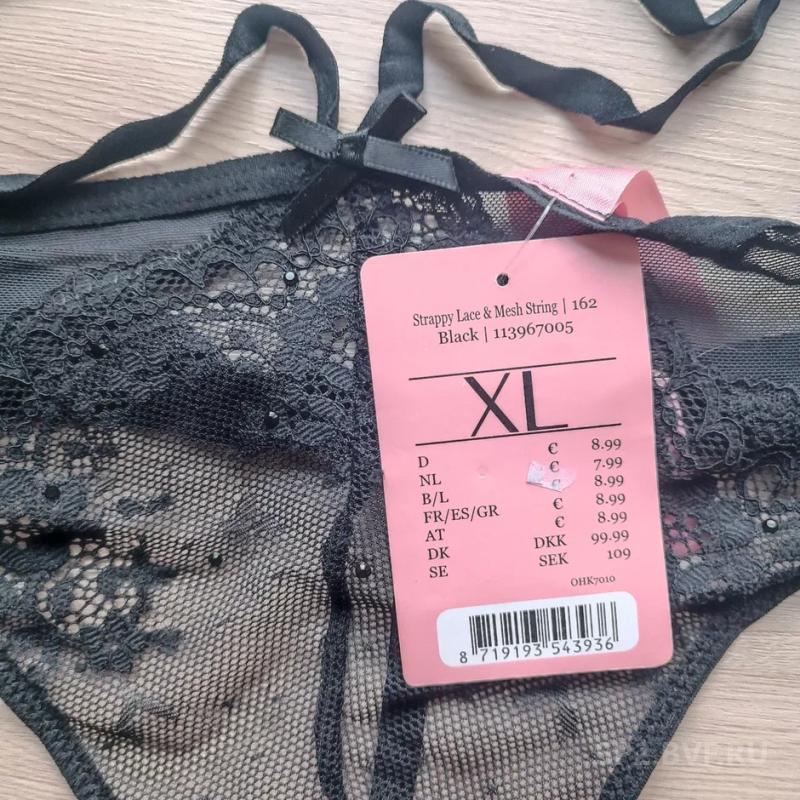 Strappy Lace & Mesh String | 162
Black | 113967005
XL
D € 8.99
NL € 7.99
B/L € 8.99
FR/ES/GR € 8.99
AT € 8.99
DK DKK 99.99
SE SEK 109
OHK7010
8 719193 543936